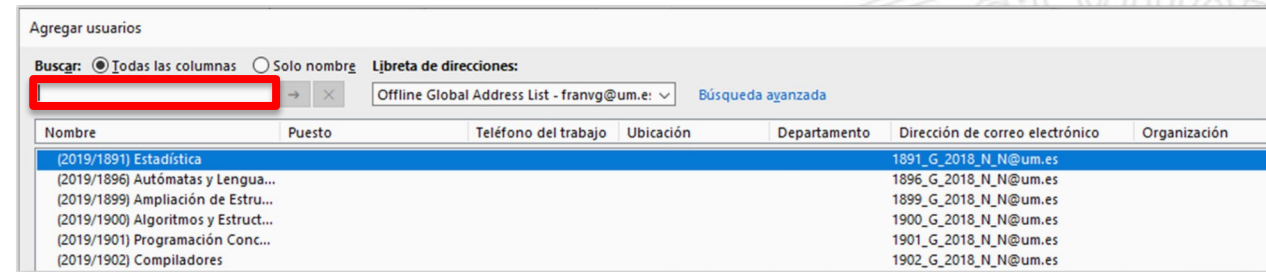 Agregar usuarios
Buscar: Todas las columnas Solo nombre Libreta de direcciones:
Offline Global Address List - franvg@um.e: Búsqueda avanzada
Nombre Puesto Teléfono del trabajo Ubicación Departamento Dirección de correo electrónico Organización
(2019/1891) Estadística 1891_G_2018_N_N@um.es
(2019/1896) Autómatas y Lengua... 1896_G_2018_N_N@um.es
(2019/1899) Ampliación de Estru... 1899_G_2018_N_N@um.es
(2019/1900) Algoritmos y Estruct... 1900_G_2018_N_N@um.es
(2019/1901) Programación Conc... 1901_G_2018_N_N@um.es
(2019/1902) Compiladores 1902_G_2018_N_N@um.es